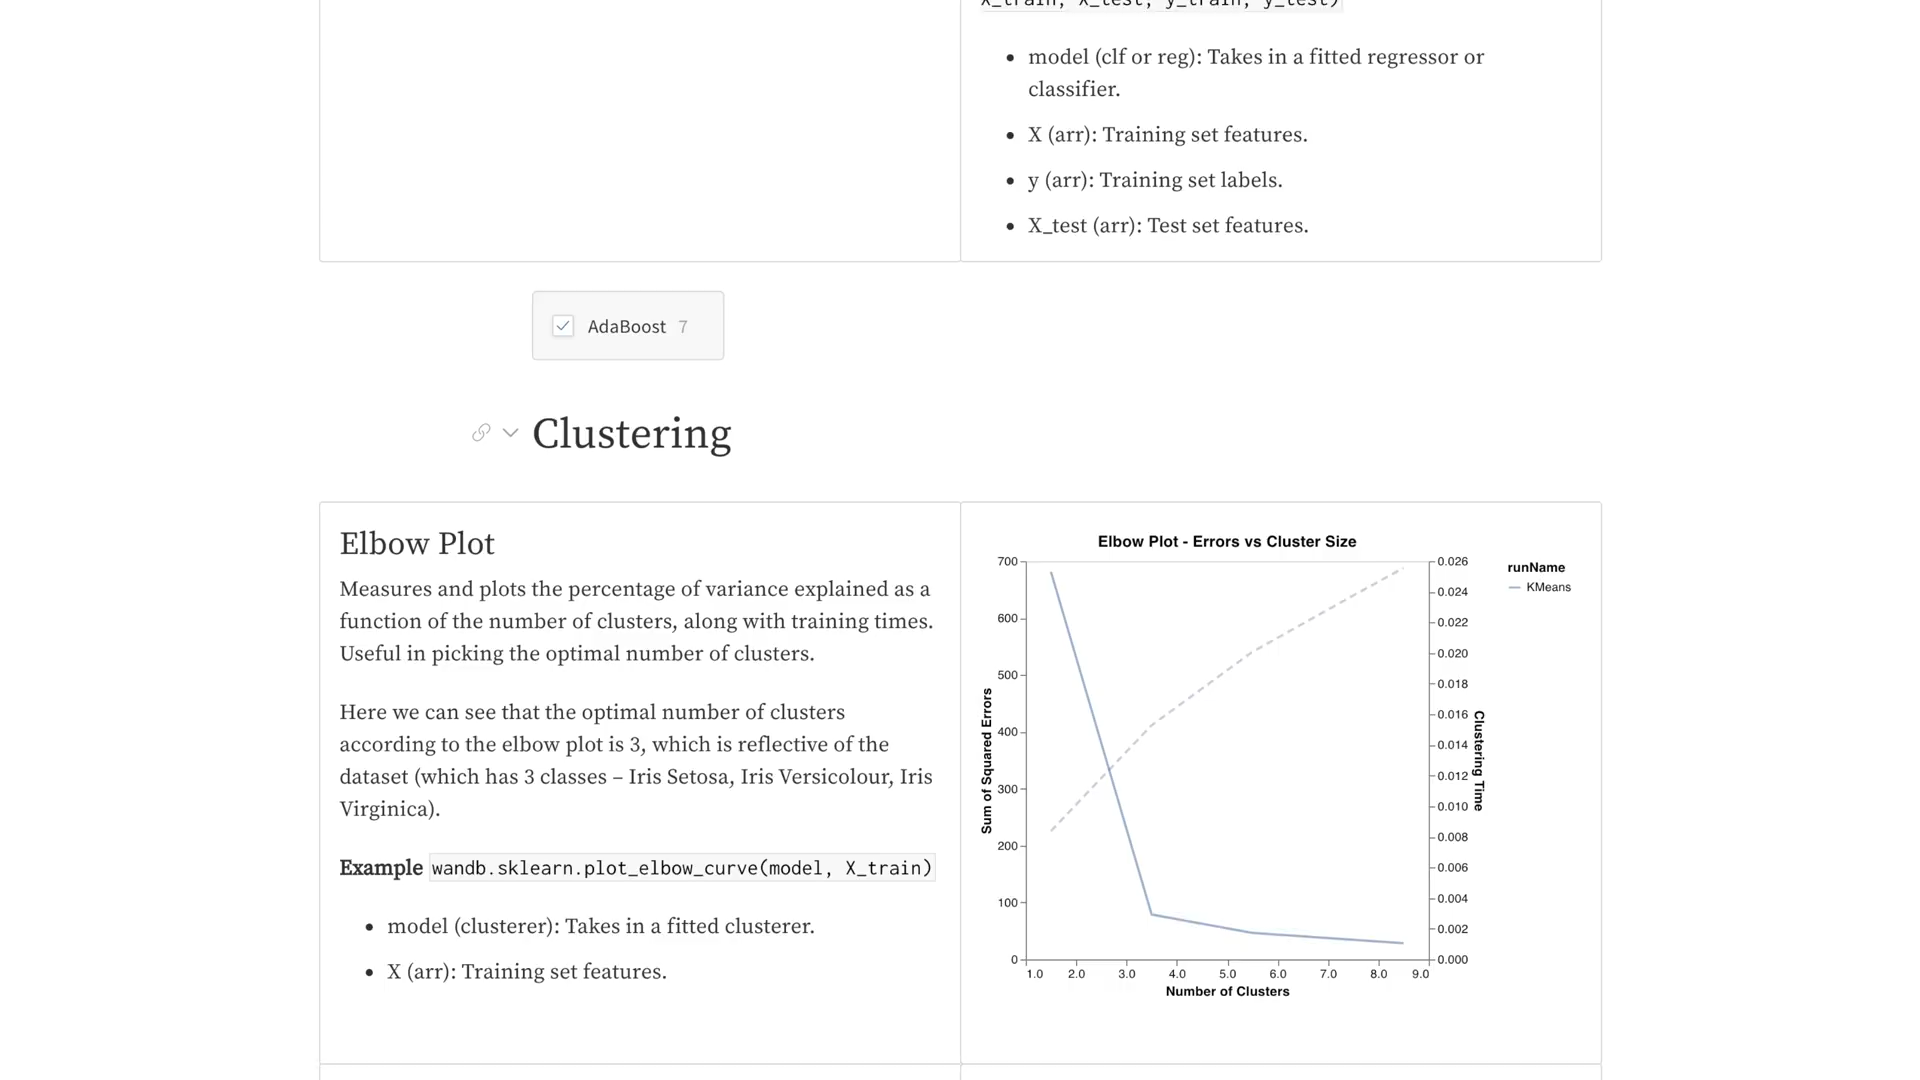 X_train, X_test, y_train, y_test)
• model (clf or reg): Takes in a fitted regressor or
classifier.
• X (arr): Training set features.
• y (arr): Training set labels.
• X_test (arr): Test set features.
AdaBoost 7
Clustering
Elbow Plot
Measures and plots the percentage of variance explained as a
function of the number of clusters, along with training times.
Useful in picking the optimal number of clusters.
Here we can see that the optimal number of clusters
according to the elbow plot is 3, which is reflective of the
dataset (which has 3 classes – Iris Setosa, Iris Versicolour, Iris
Virginica).
Example wandb.sklearn.plot_elbow_curve(model, X_train)
• model (clusterer): Takes in a fitted clusterer.
• X (arr): Training set features.
Elbow Plot - Errors vs Cluster Size
Sum of Squared Errors
700
600
500
400
300
200
100
0
1.0 2.0 3.0 4.0 5.0 6.0 7.0 8.0 9.0
Number of Clusters
0.026
0.024
0.022
0.020
0.018
0.016
0.014
0.012
0.010
0.008
0.006
0.004
0.002
0.000
Clustering Time
runName
KMeans